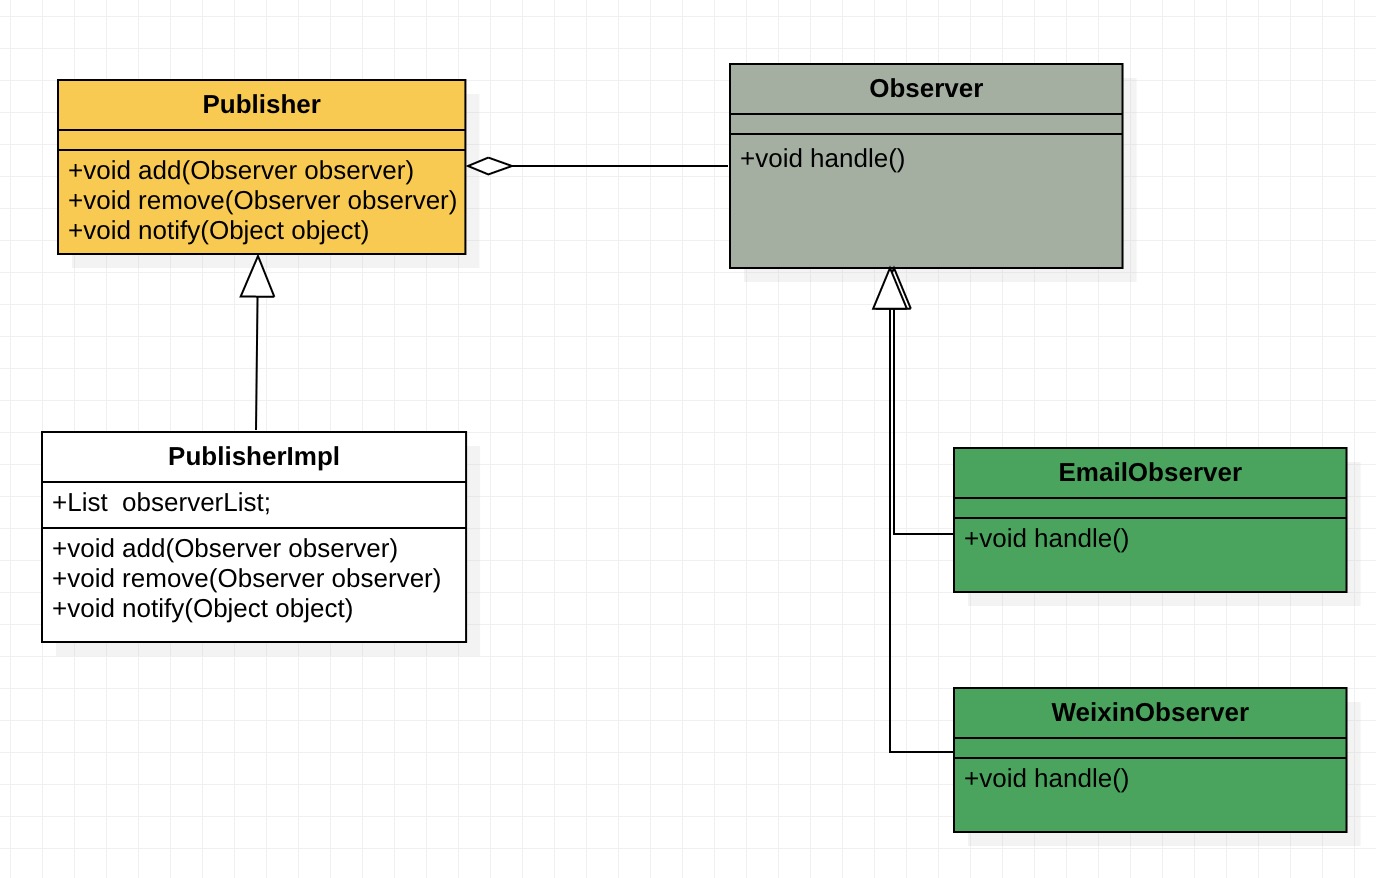 Publisher
+void add(Observer observer)
+void remove(Observer observer)
+void notify(Object object)
Observer
+void handle()
PublisherImpl
+List  observerList;
+void add(Observer observer)
+void remove(Observer observer)
+void notify(Object object)
EmailObserver
+void handle()
WeixinObserver
+void handle()